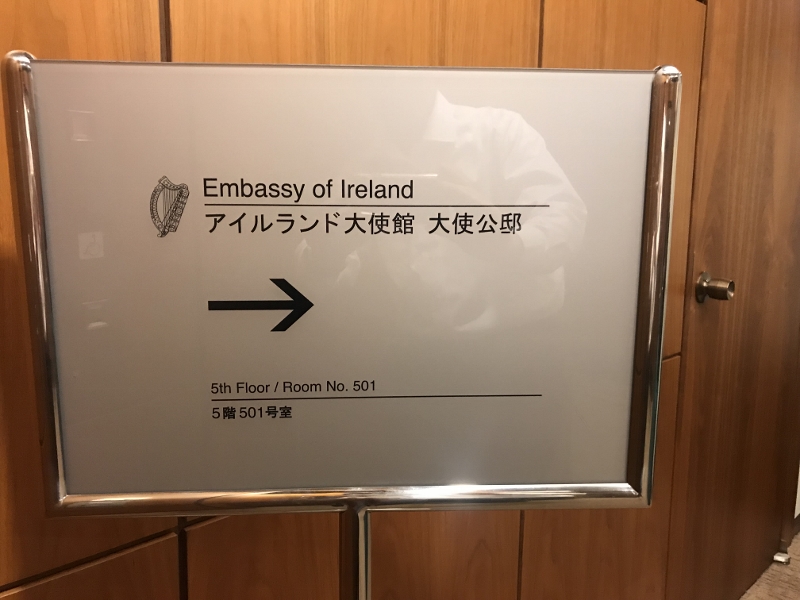 Embassy of Ireland
アイルランド大使館 大使公邸
5th Floor / Room No. 501
5階501号室